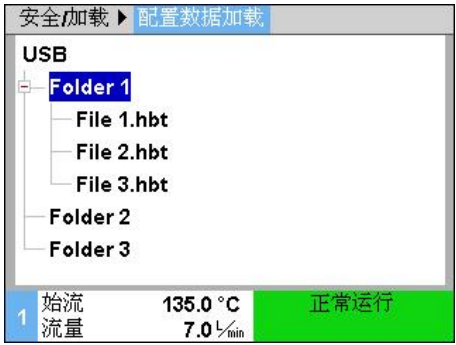 安全/加载 ▶ 配置数据加载
USB
Folder 1
File 1.hbt
File 2.hbt
File 3.hbt
Folder 2
Folder 3
1
始流 135.0 °C 正常运行
流量 7.0 L/min